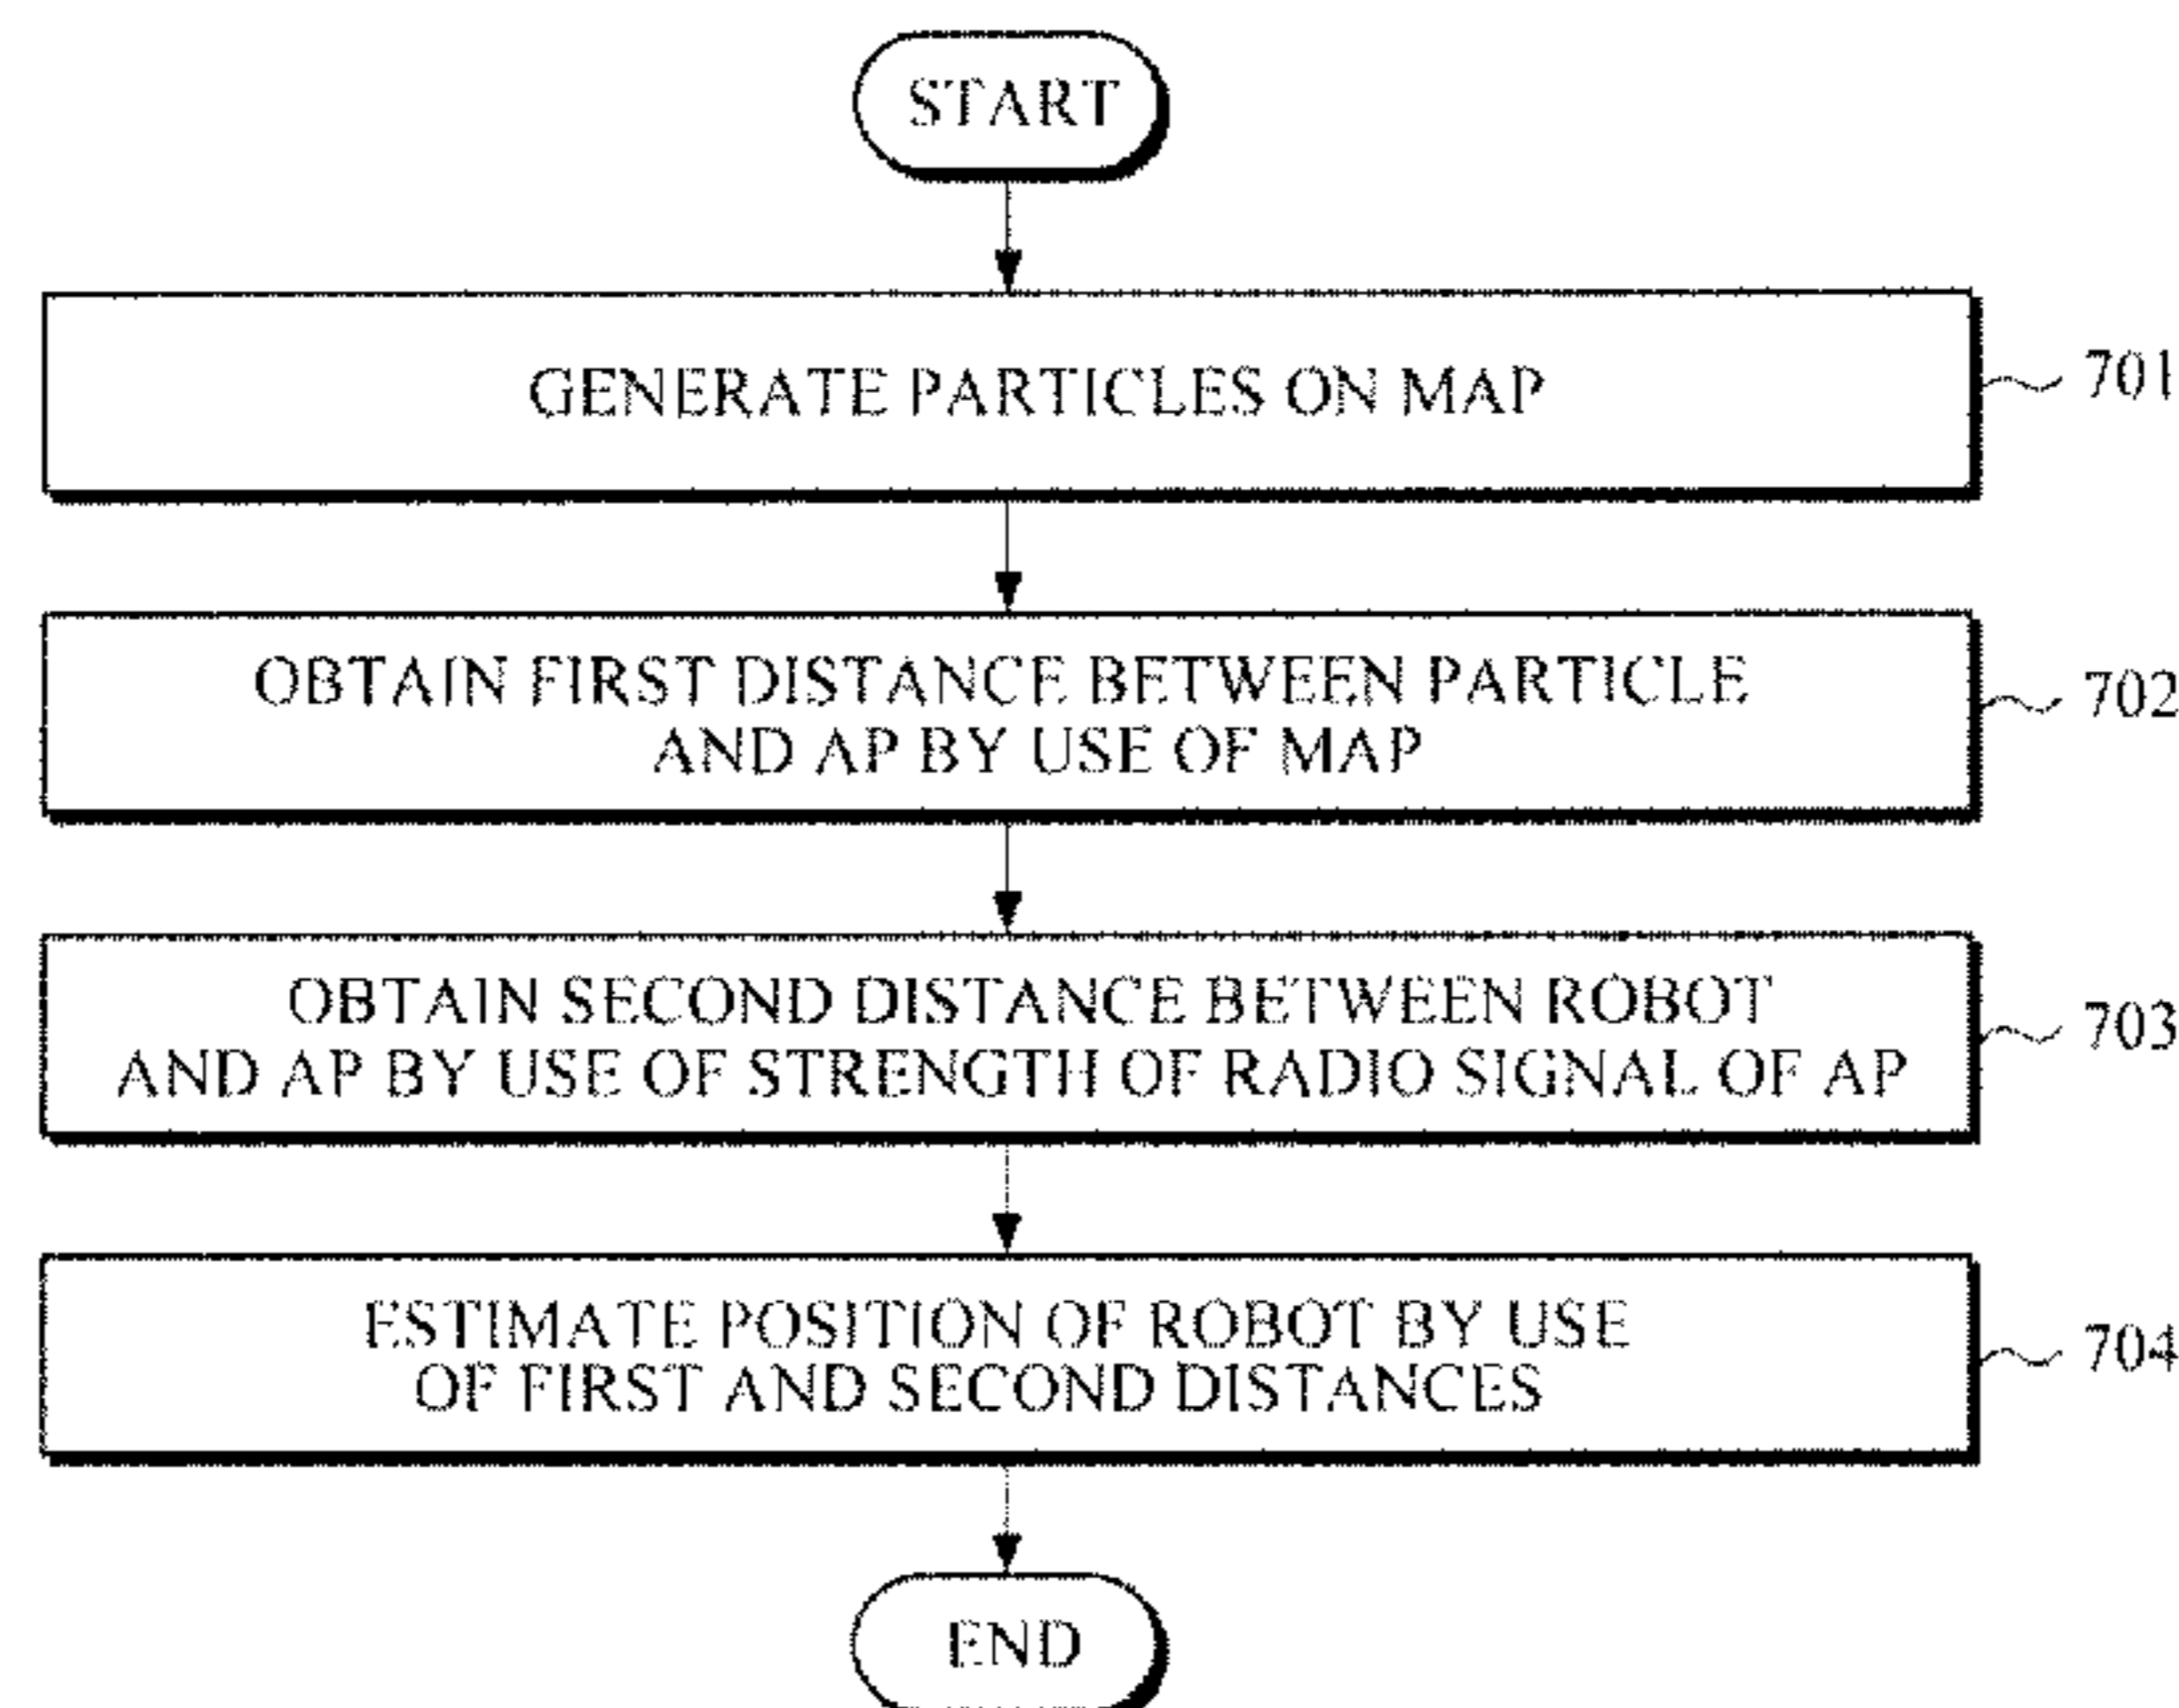 START
GENERATE PARTICLES ON MAP
701
OBTAIN FIRST DISTANCE BETWEEN PARTICLE
AND AP BY USE OF MAP
702
OBTAIN SECOND DISTANCE BETWEEN ROBOT
AND AP BY USE OF STRENGTH OF RADIO SIGNAL OF AP
703
ESTIMATE POSITION OF ROBOT BY USE
OF FIRST AND SECOND DISTANCES
704
END